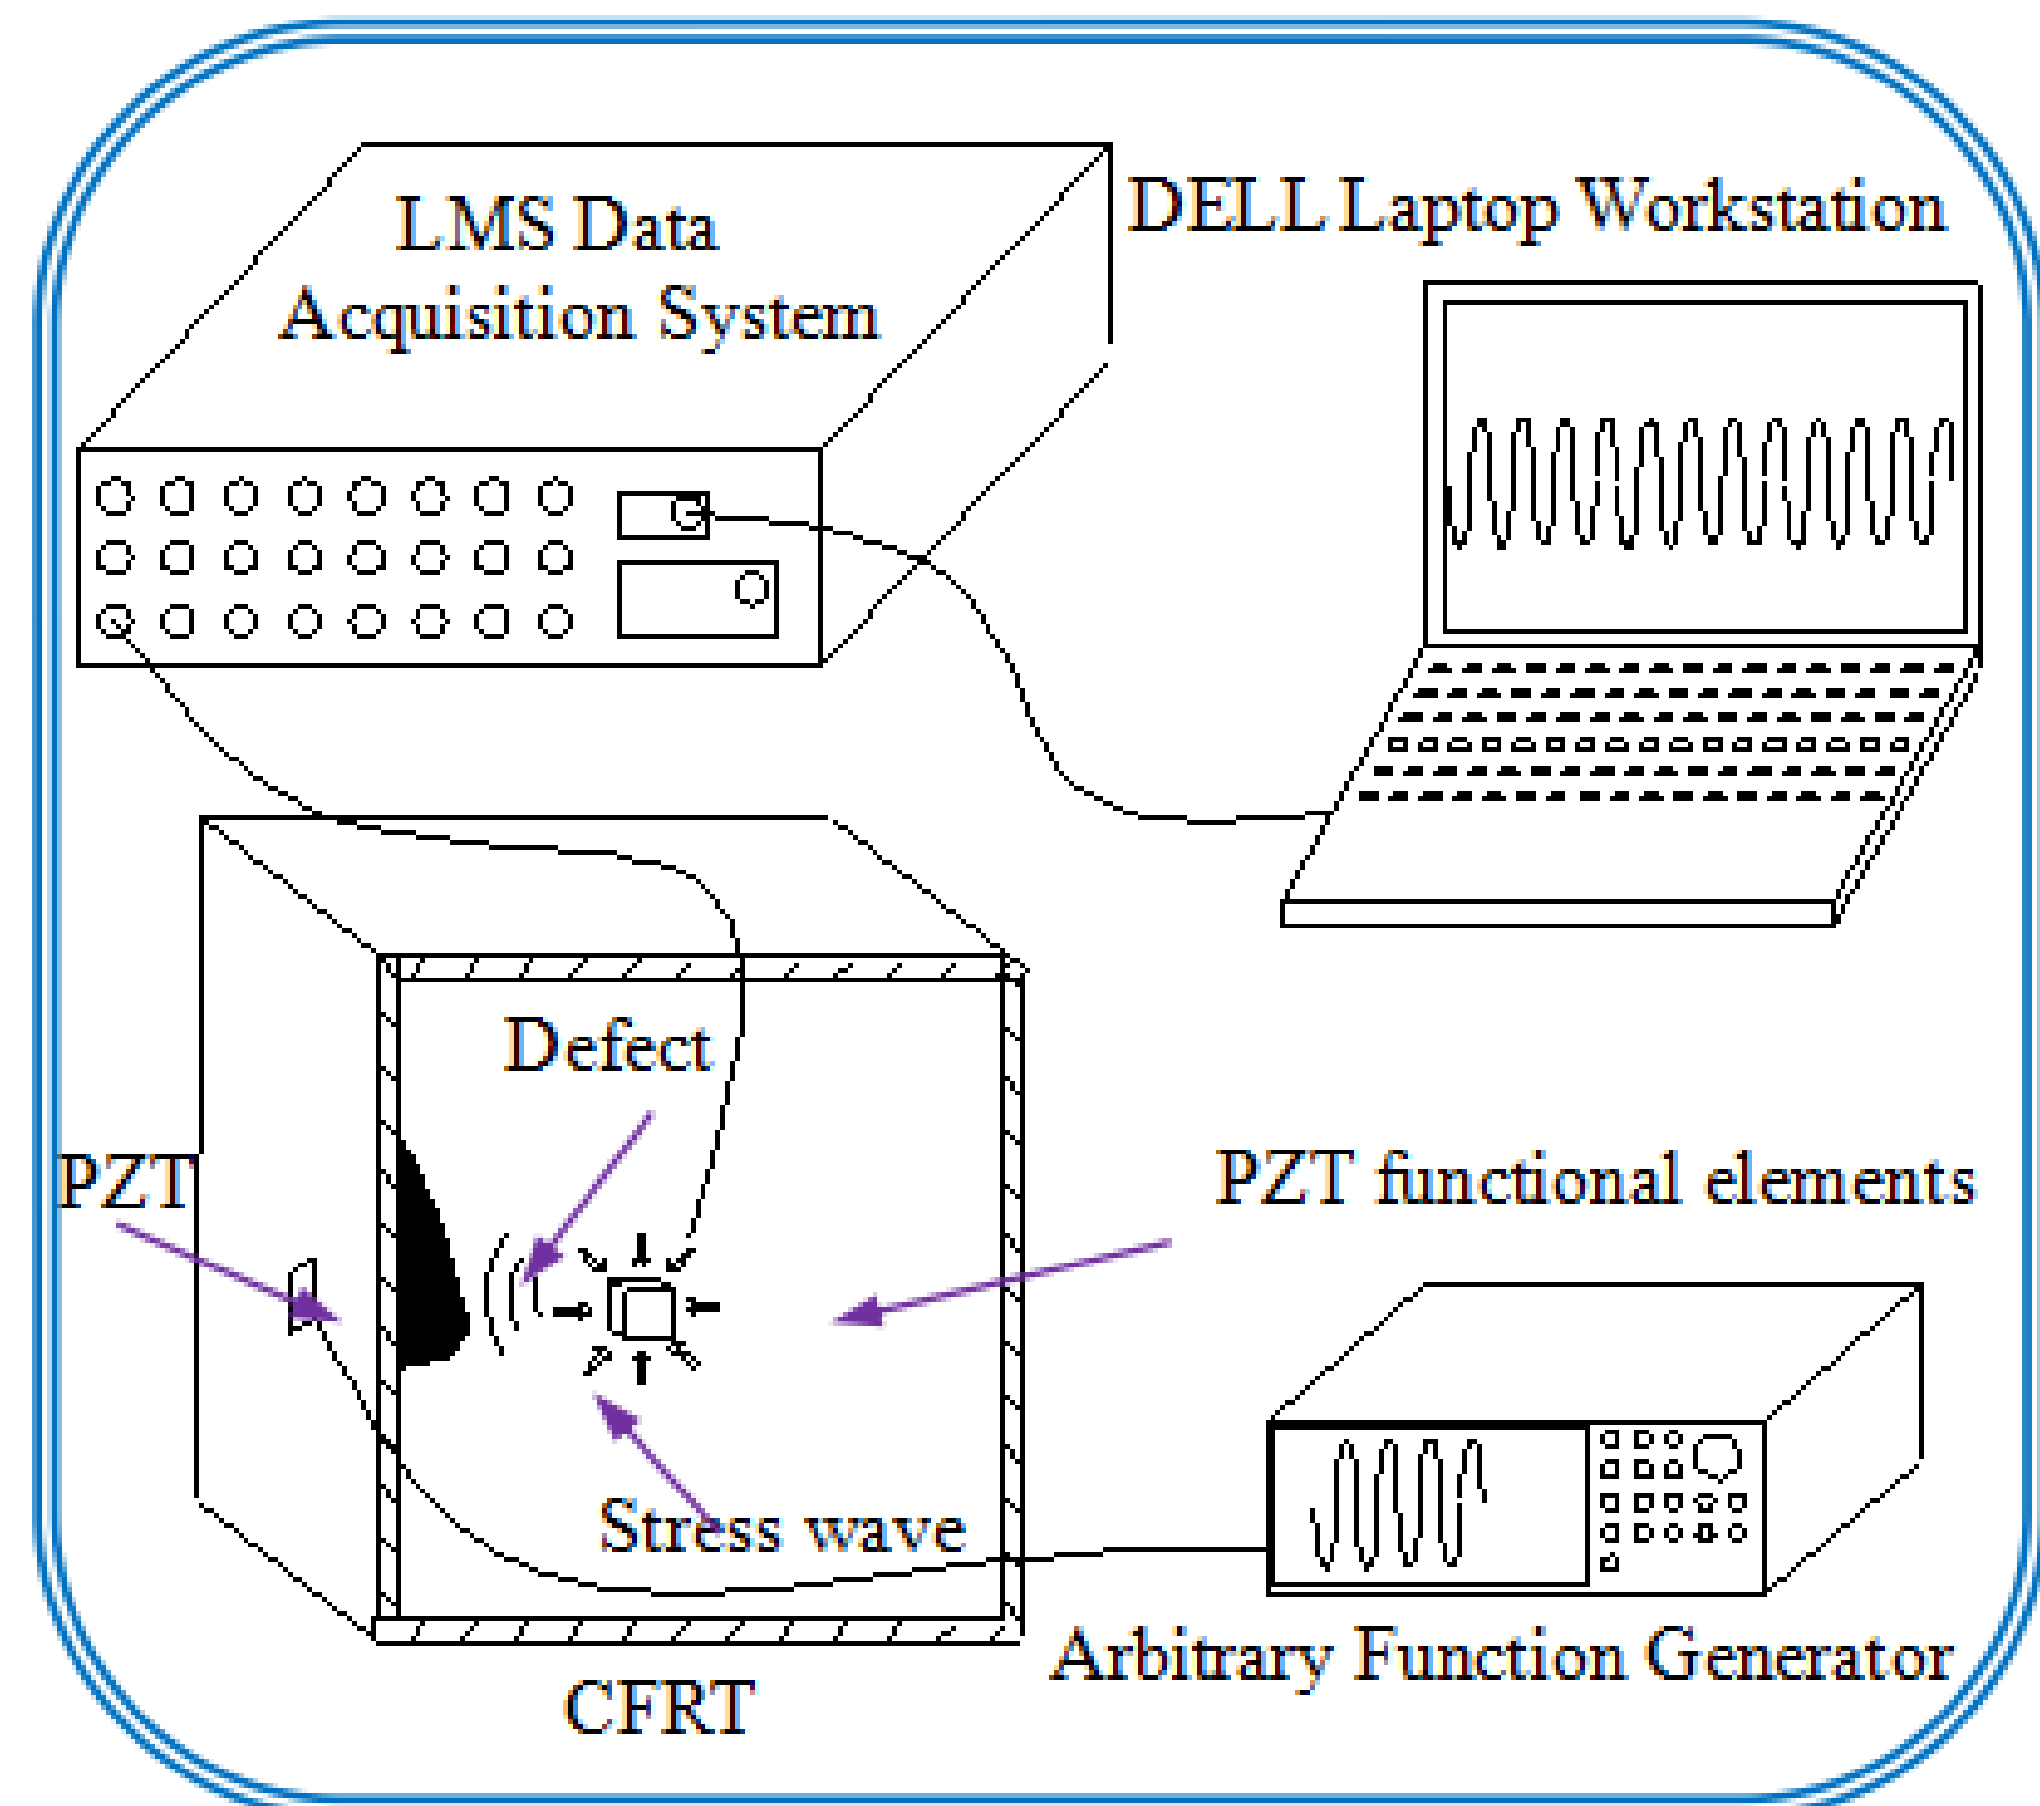 LMS Data
Acquisition System
DELL Laptop Workstation
Defect
PZT
PZT functional elements
Stress wave
Arbitrary Function Generator
CFRT